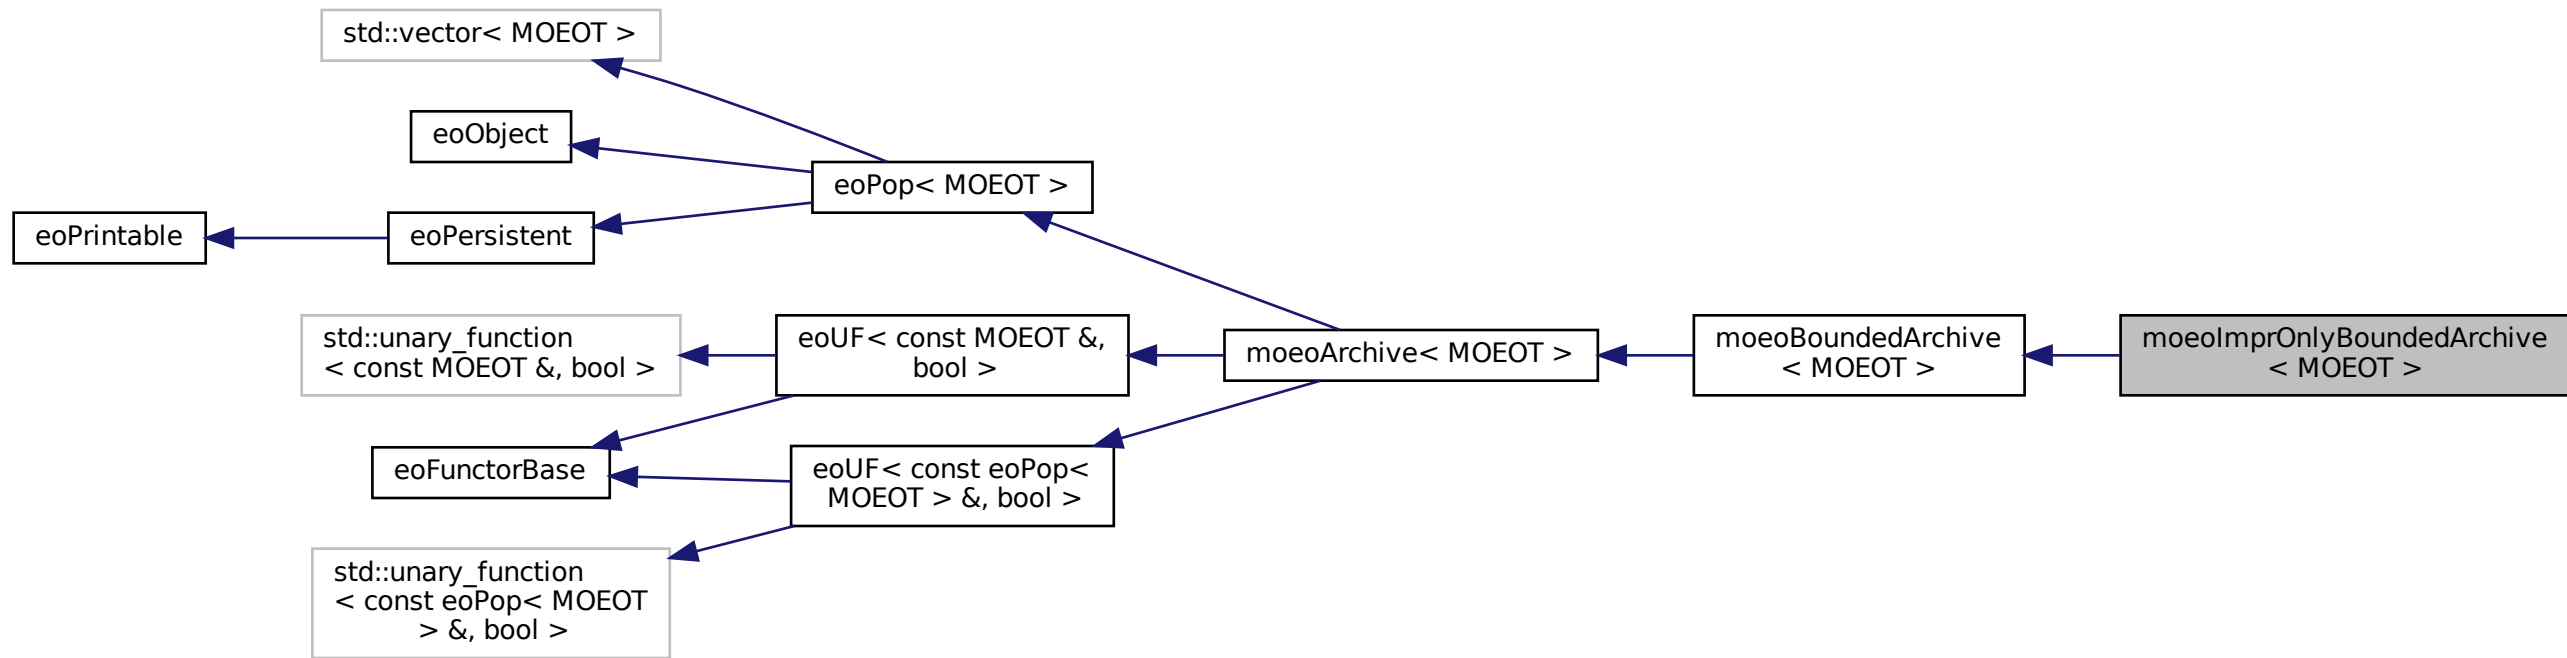 std::vector< MOEOT >
eoObject
eoPop< MOEOT >
eoPrintable
eoPersistent
std::unary_function
< const MOEOT &, bool >
eoUF< const MOEOT &,
bool >
moeoArchive< MOEOT >
moeoBoundedArchive
< MOEOT >
moeoImprOnlyBoundedArchive
< MOEOT >
eoFunctorBase
eoUF< const eoPop<
MOEOT > &, bool >
std::unary_function
< const eoPop< MOEOT
> &, bool >